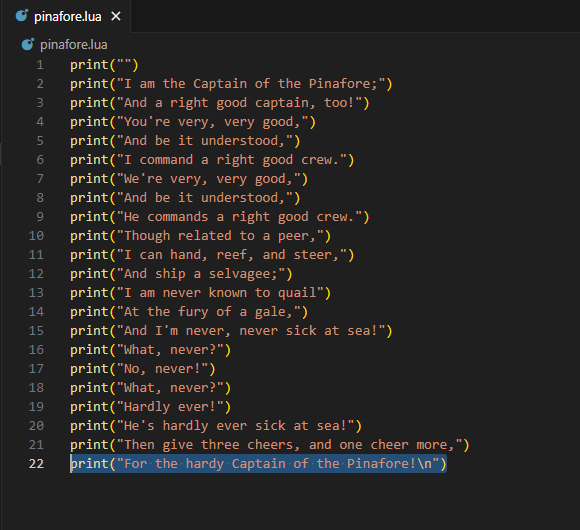 pinafore.lua
pinafore.lua
1 print("")
2 print("I am the Captain of the Pinafore;")
3 print("And a right good captain, too!")
4 print("You're very, very good,")
5 print("And be it understood,")
6 print("I command a right good crew.")
7 print("We're very, very good,")
8 print("And be it understood,")
9 print("He commands a right good crew.")
10 print("Though related to a peer,")
11 print("I can hand, reef, and steer,")
12 print("And ship a selvagee;")
13 print("I am never known to quail")
14 print("At the fury of a gale,")
15 print("And I'm never, never sick at sea!")
16 print("What, never?")
17 print("No, never!")
18 print("What, never?")
19 print("Hardly ever!")
20 print("He's hardly ever sick at sea!")
21 print("Then give three cheers, and one cheer more,")
22 print("For the hardy Captain of the Pinafore!\n")